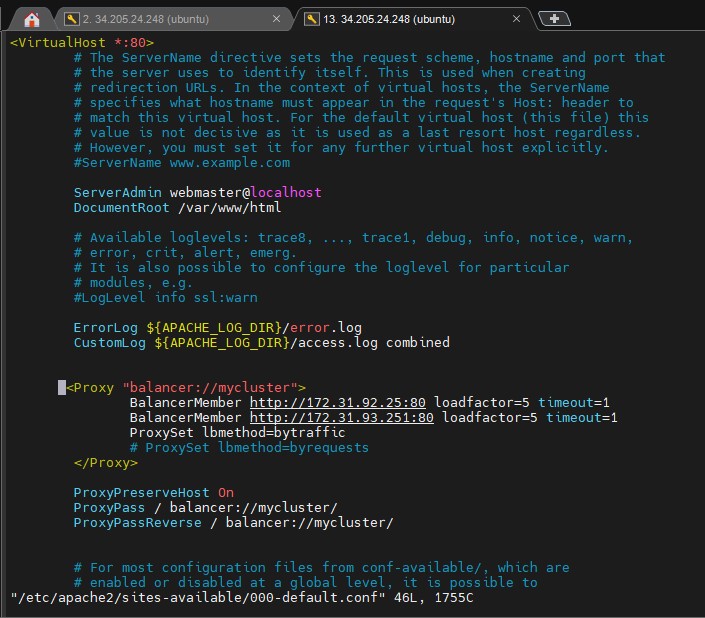 2. 34.205.24.248 (ubuntu)
13. 34.205.24.248 (ubuntu)
<VirtualHost *:80>
# The ServerName directive sets the request scheme, hostname and port that
# the server uses to identify itself. This is used when creating
# redirection URLs. In the context of virtual hosts, the ServerName
# specifies what hostname must appear in the request's Host: header to
# match this virtual host. For the default virtual host (this file) this
# value is not decisive as it is used as a last resort host regardless.
# However, you must set it for any further virtual host explicitly.
#ServerName www.example.com
ServerAdmin webmaster@localhost
DocumentRoot /var/www/html
# Available loglevels: trace8, ..., trace1, debug, info, notice, warn,
# error, crit, alert, emerg.
# It is also possible to configure the loglevel for particular
# modules, e.g.
#LogLevel info ssl:warn
ErrorLog ${APACHE_LOG_DIR}/error.log
CustomLog ${APACHE_LOG_DIR}/access.log combined
<Proxy "balancer://mycluster">
BalancerMember http://172.31.92.25:80 loadfactor=5 timeout=1
BalancerMember http://172.31.93.251:80 loadfactor=5 timeout=1
ProxySet lbmethod=bytraffic
# ProxySet lbmethod=byrequests
</Proxy>
ProxyPreserveHost On
ProxyPass / balancer://mycluster/
ProxyPassReverse / balancer://mycluster/
# For most configuration files from conf-available/, which are
# enabled or disabled at a global level, it is possible to
"/etc/apache2/sites-available/000-default.conf" 46L, 1755C